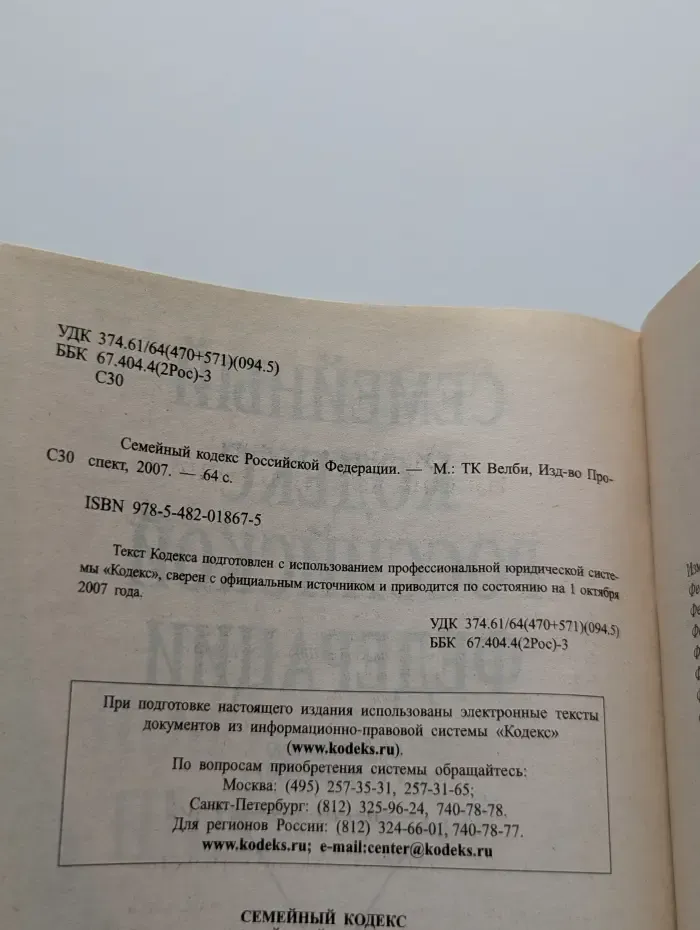 УДК 374.61/64(470+571)(094.5)
ББК 67.404.4(2Рос)-3
С30
Семейный кодекс Российской Федерации. — М.: ТК Велби, Изд-во Про-
С30 спект, 2007. — 64 с.
ISBN 978-5-482-01867-5
Текст Кодекса подготовлен с использованием профессиональной юридической систе-
мы «Кодекс», сверен с официальным источником и приводится по состоянию на 1 октября
2007 года.
УДК 374.61/64(470+571)(094.5)
ББК 67.404.4(2Рос)-3
При подготовке настоящего издания использованы электронные тексты
документов из информационно-правовой системы «Кодекс»
(www.kodeks.ru).
По вопросам приобретения системы обращайтесь:
Москва: (495) 257-35-31, 257-31-65;
Санкт-Петербург: (812) 325-96-24, 740-78-78.
Для регионов России: (812) 324-66-01, 740-78-77.
www.kodeks.ru; e-mail:center@kodeks.ru
СЕМЕЙНЫЙ КОДЕКС